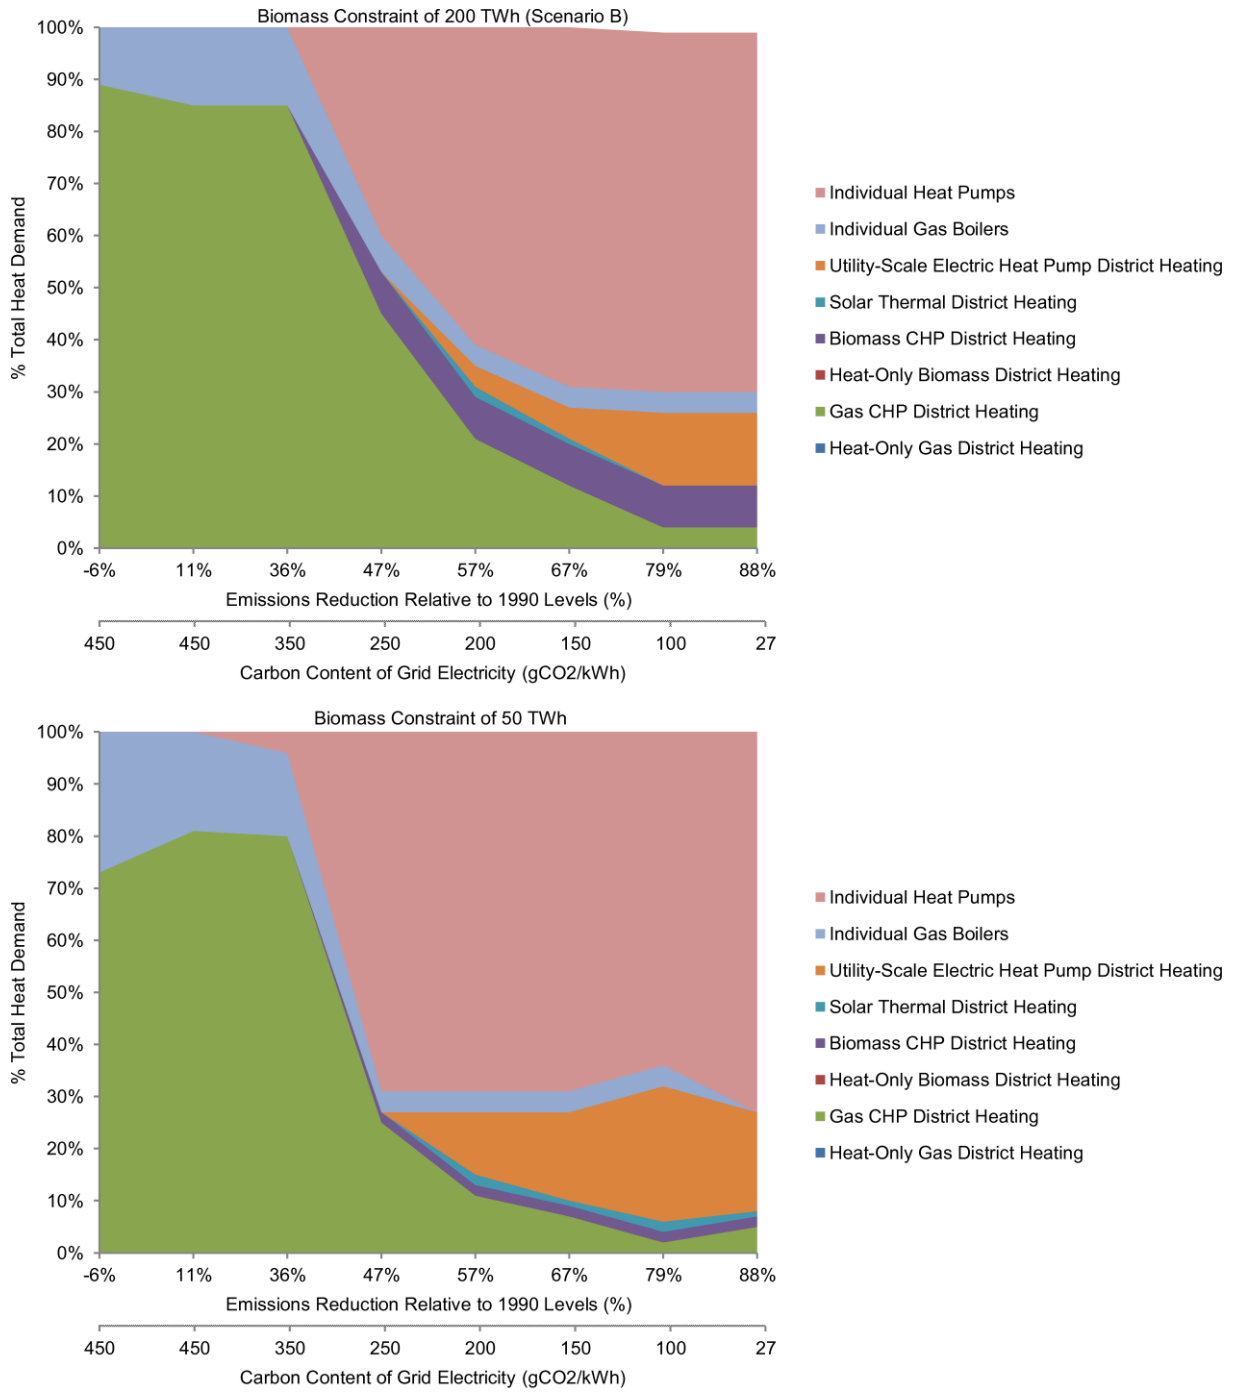 Biomass Constraint of 200 TWh (Scenario B)
100%
90%
80%
70%
60%
50%
40%
30%
20%
10%
0%
% Total Heat Demand
-6% 11% 36% 47% 57% 67% 79% 88%
Emissions Reduction Relative to 1990 Levels (%)
450 450 350 250 200 150 100 27
Carbon Content of Grid Electricity (gCO2/kWh)
Individual Heat Pumps
Individual Gas Boilers
Utility-Scale Electric Heat Pump District Heating
Solar Thermal District Heating
Biomass CHP District Heating
Heat-Only Biomass District Heating
Gas CHP District Heating
Heat-Only Gas District Heating
Biomass Constraint of 50 TWh
100%
90%
80%
70%
60%
50%
40%
30%
20%
10%
0%
% Total Heat Demand
-6% 11% 36% 47% 57% 67% 79% 88%
Emissions Reduction Relative to 1990 Levels (%)
450 450 350 250 200 150 100 27
Carbon Content of Grid Electricity (gCO2/kWh)
Individual Heat Pumps
Individual Gas Boilers
Utility-Scale Electric Heat Pump District Heating
Solar Thermal District Heating
Biomass CHP District Heating
Heat-Only Biomass District Heating
Gas CHP District Heating
Heat-Only Gas District Heating